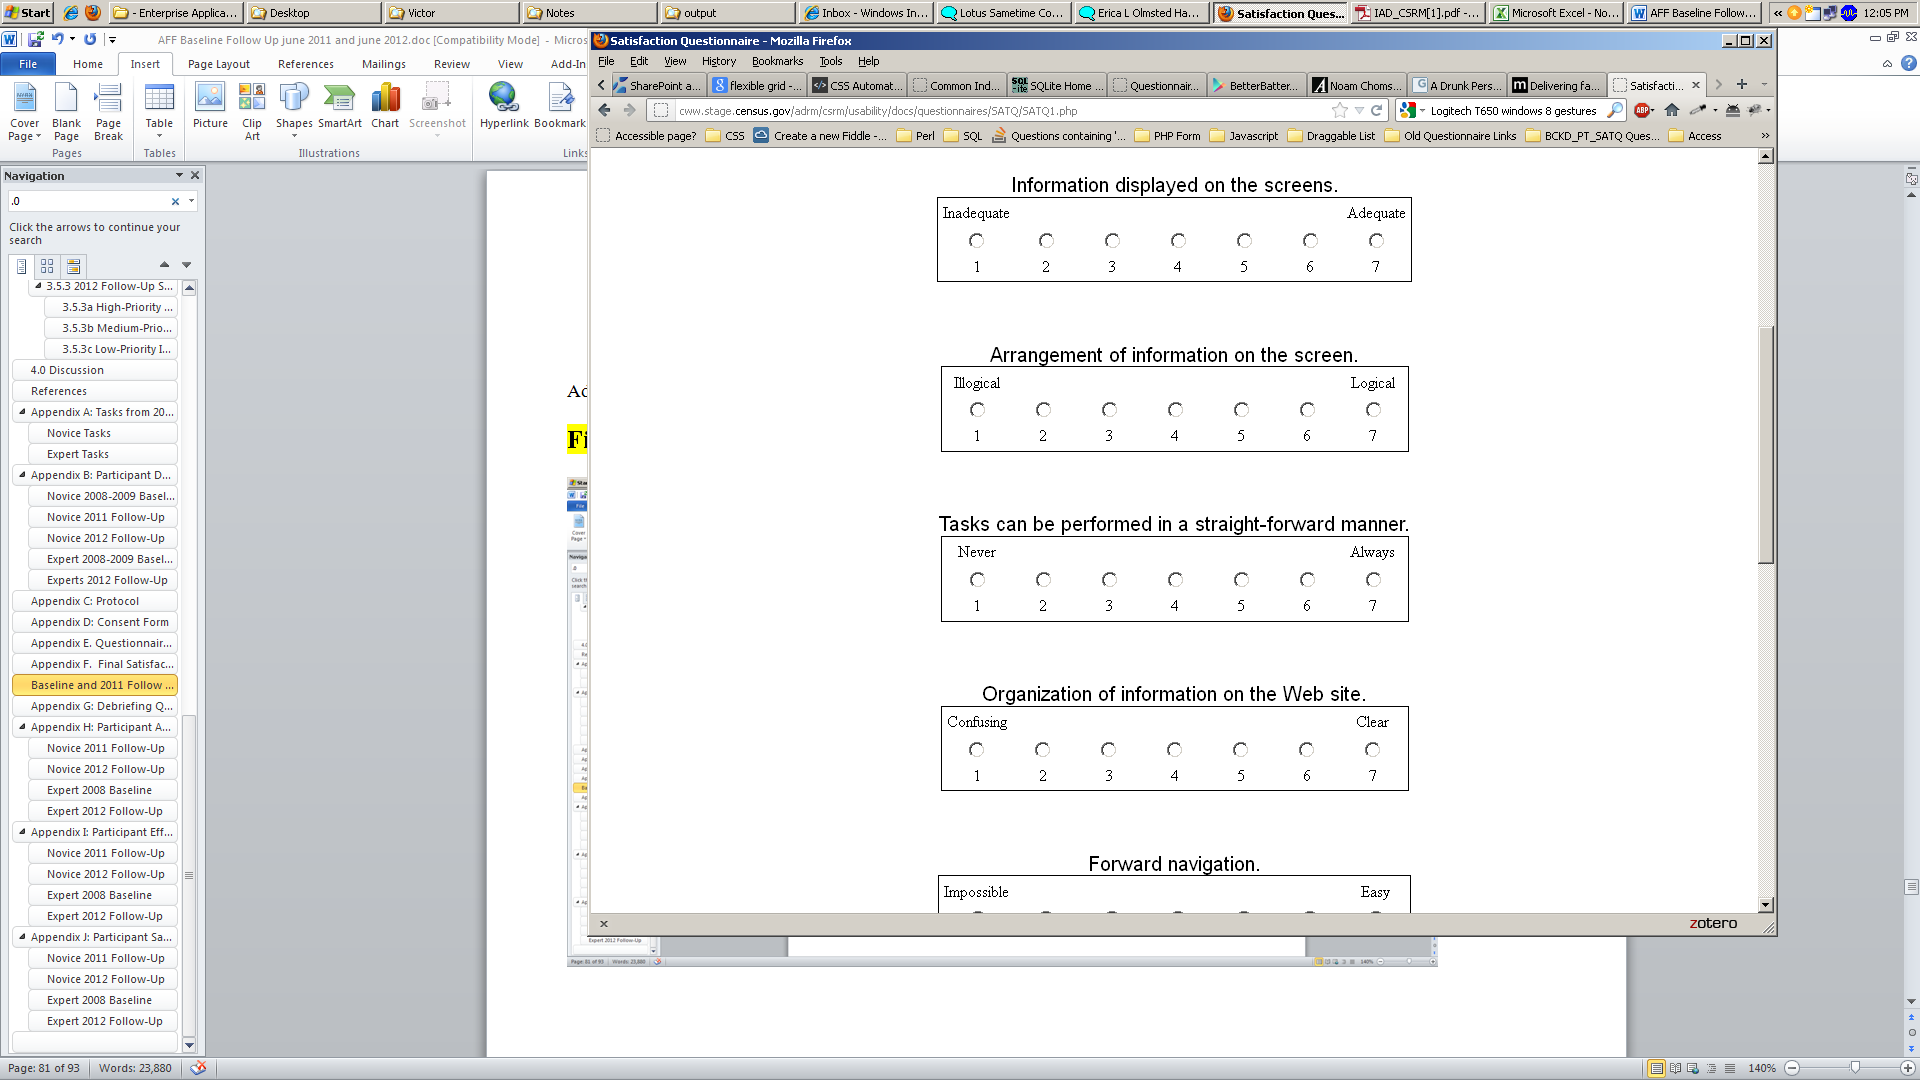 Start
- Enterprise Applica...
Desktop
Victor
Notes
output
Inbox - Windows In...
Lotus Sametime Co...
Erica L Olmsted Ha...
Satisfaction Ques...
IAD_CSRM[1].pdf -...
Microsoft Excel - No...
AFF Baseline Follow...
« 12:05 PM
AFF Baseline Follow Up june 2011 and june 2012.doc [Compatibility Mode] - Micros
File Home Insert Page Layout References Mailings Review View Add-In
Cover Page
Blank Page
Page Break
Table
Picture
Clip Art
Shapes
SmartArt
Chart
Screenshot
Hyperlink
Bookmark
Pages Tables Illustrations Links
Navigation
.0
Click the arrows to continue your
search
3.5.3 2012 Follow-Up S...
3.5.3a High-Priority ...
3.5.3b Medium-Prio...
3.5.3c Low-Priority I...
4.0 Discussion
References
Appendix A: Tasks from 20...
Novice Tasks
Expert Tasks
Appendix B: Participant D...
Novice 2008-2009 Basel...
Novice 2011 Follow-Up
Novice 2012 Follow-Up
Expert 2008-2009 Basel...
Experts 2012 Follow-Up
Appendix C: Protocol
Appendix D: Consent Form
Appendix E. Questionnair...
Appendix F.  Final Satisfac...
Baseline and 2011 Follow ...
Appendix G: Debriefing Q...
Appendix H: Participant A...
Novice 2011 Follow-Up
Novice 2012 Follow-Up
Expert 2008 Baseline
Expert 2012 Follow-Up
Appendix I: Participant Eff...
Novice 2011 Follow-Up
Novice 2012 Follow-Up
Expert 2008 Baseline
Expert 2012 Follow-Up
Appendix J: Participant Sa...
Novice 2011 Follow-Up
Novice 2012 Follow-Up
Expert 2008 Baseline
Expert 2012 Follow-Up
Ac
Fi
Satisfaction Questionnaire - Mozilla Firefox
File Edit View History Bookmarks Tools Help
SharePoint a...
flexible grid -...
CSS Automat...
Common Ind...
SQLite Home ...
Questionnair...
BetterBatter...
Noam Choms...
A Drunk Pers...
Delivering fa...
Satisfacti...
cww.stage.census.gov/adrm/csrm/usability/docs/questionnaires/SATQ/SATQ1.php
Logitech T650 windows 8 gestures
ABP
Accessible page?
CSS
Create a new Fiddle -...
Perl
SQL
Questions containing '...
PHP Form
Javascript
Draggable List
Old Questionnaire Links
BCKD_PT_SATQ Ques...
Access
»
Information displayed on the screens.
Inadequate Adequate
1 2 3 4 5 6 7
Arrangement of information on the screen.
Illogical Logical
1 2 3 4 5 6 7
Tasks can be performed in a straight-forward manner.
Never Always
1 2 3 4 5 6 7
Organization of information on the Web site.
Confusing Clear
1 2 3 4 5 6 7
Forward navigation.
Impossible Easy
x
zotero
Expert 2012 Follow-Up
Page: 81 of 93 Words: 23,880 140%
Page: 81 of 93 Words: 23,880 140%